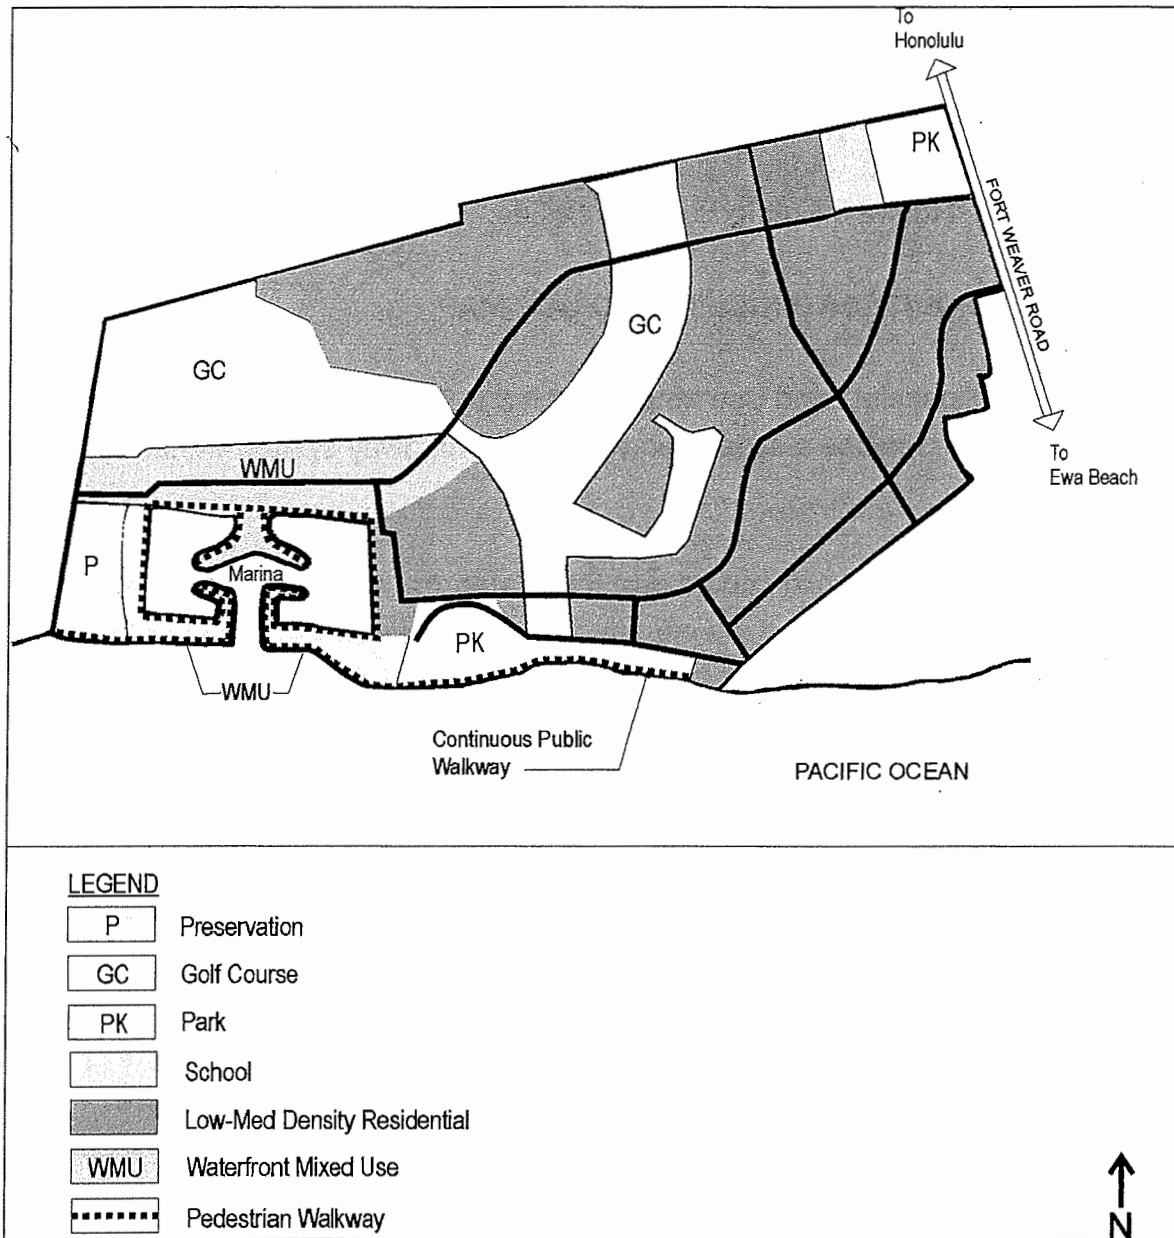 To
Honolulu
PK
FORT WEAVER ROAD
GC
GC
To
Ewa Beach
WMU
P
Marina
PK
WMU
Continuous Public
Walkway
PACIFIC OCEAN
LEGEND
P Preservation
GC Golf Course
PK Park
School
Low-Med Density Residential
WMU Waterfront Mixed Use
Pedestrian Walkway
N